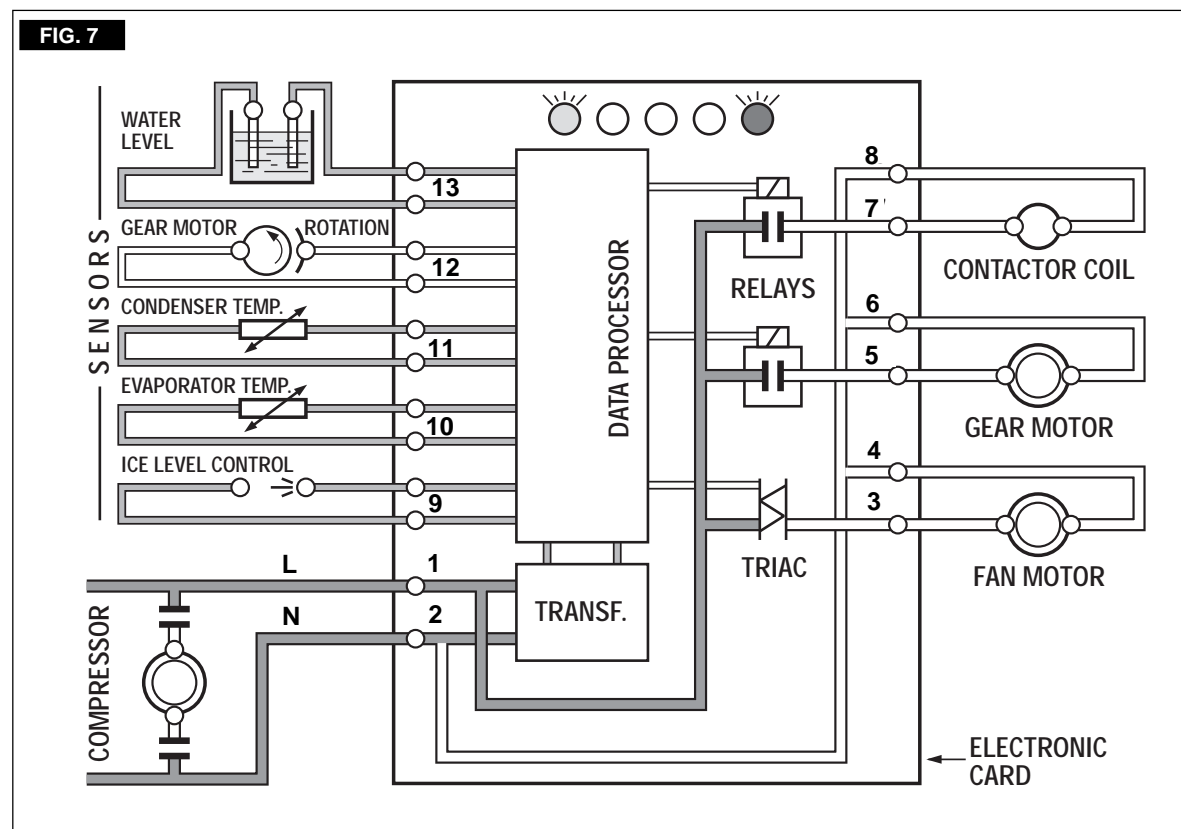 FIG. 7
WATER
LEVEL
13
GEAR MOTOR ROTATION
12
CONDENSER TEMP.
11
EVAPORATOR TEMP.
10
ICE LEVEL CONTROL
9
SENSORS
L
1
N
2
COMPRESSOR
DATA PROCESSOR
TRANSF.
RELAYS
TRIAC
8
7
CONTACTOR COIL
6
5
GEAR MOTOR
4
3
FAN MOTOR
ELECTRONIC
CARD